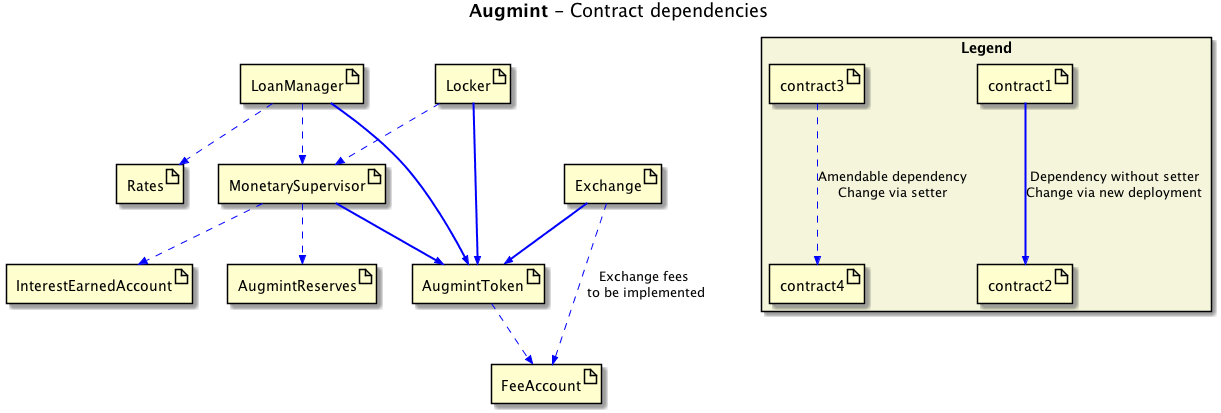 Augmint - Contract dependencies
LoanManager
Locker
Rates
MonetarySupervisor
Exchange
InterestEarnedAccount
AugmintReserves
AugmintToken
Exchange fees
to be implemented
FeeAccount
Legend
contract3
contract1
Amendable dependency
Change via setter
Dependency without setter
Change via new deployment
contract4
contract2